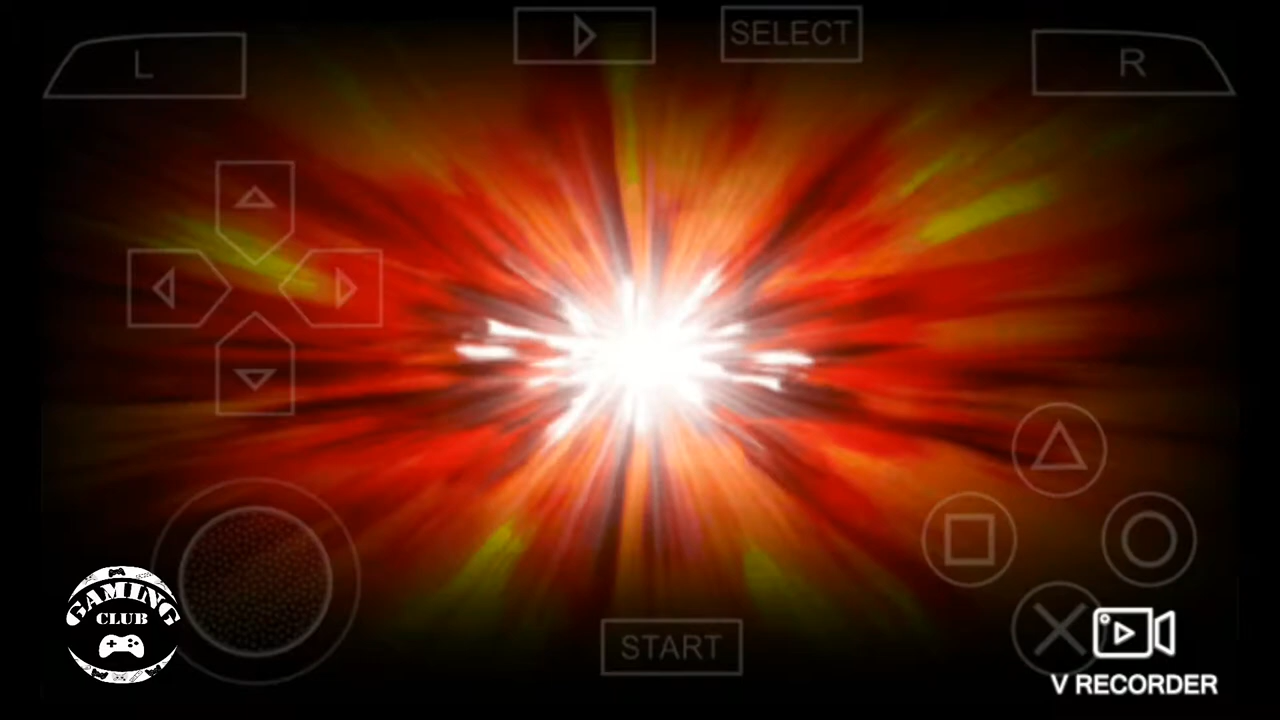 L
SELECT
R
START
GAMING
CLUB
V RECORDER